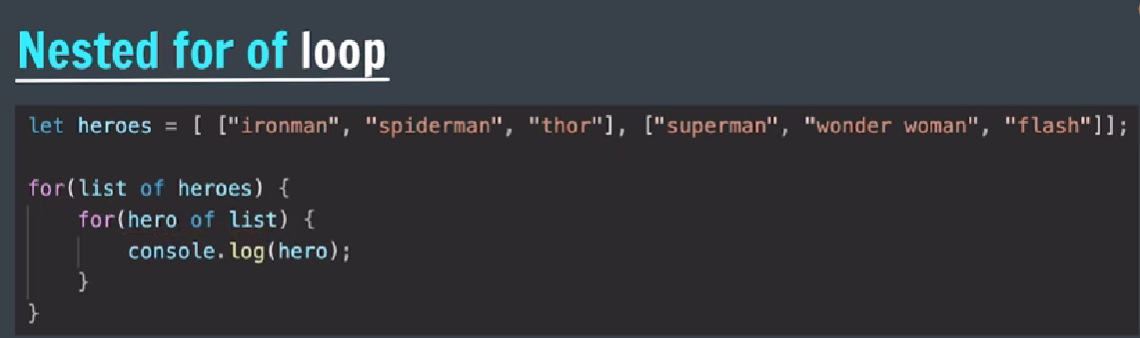 Nested for of loop
let heroes = [ ["ironman", "spiderman", "thor"], ["superman", "wonder woman", "flash"]];
for(list of heroes) {
    for(hero of list) {
        console.log(hero);
    }
}